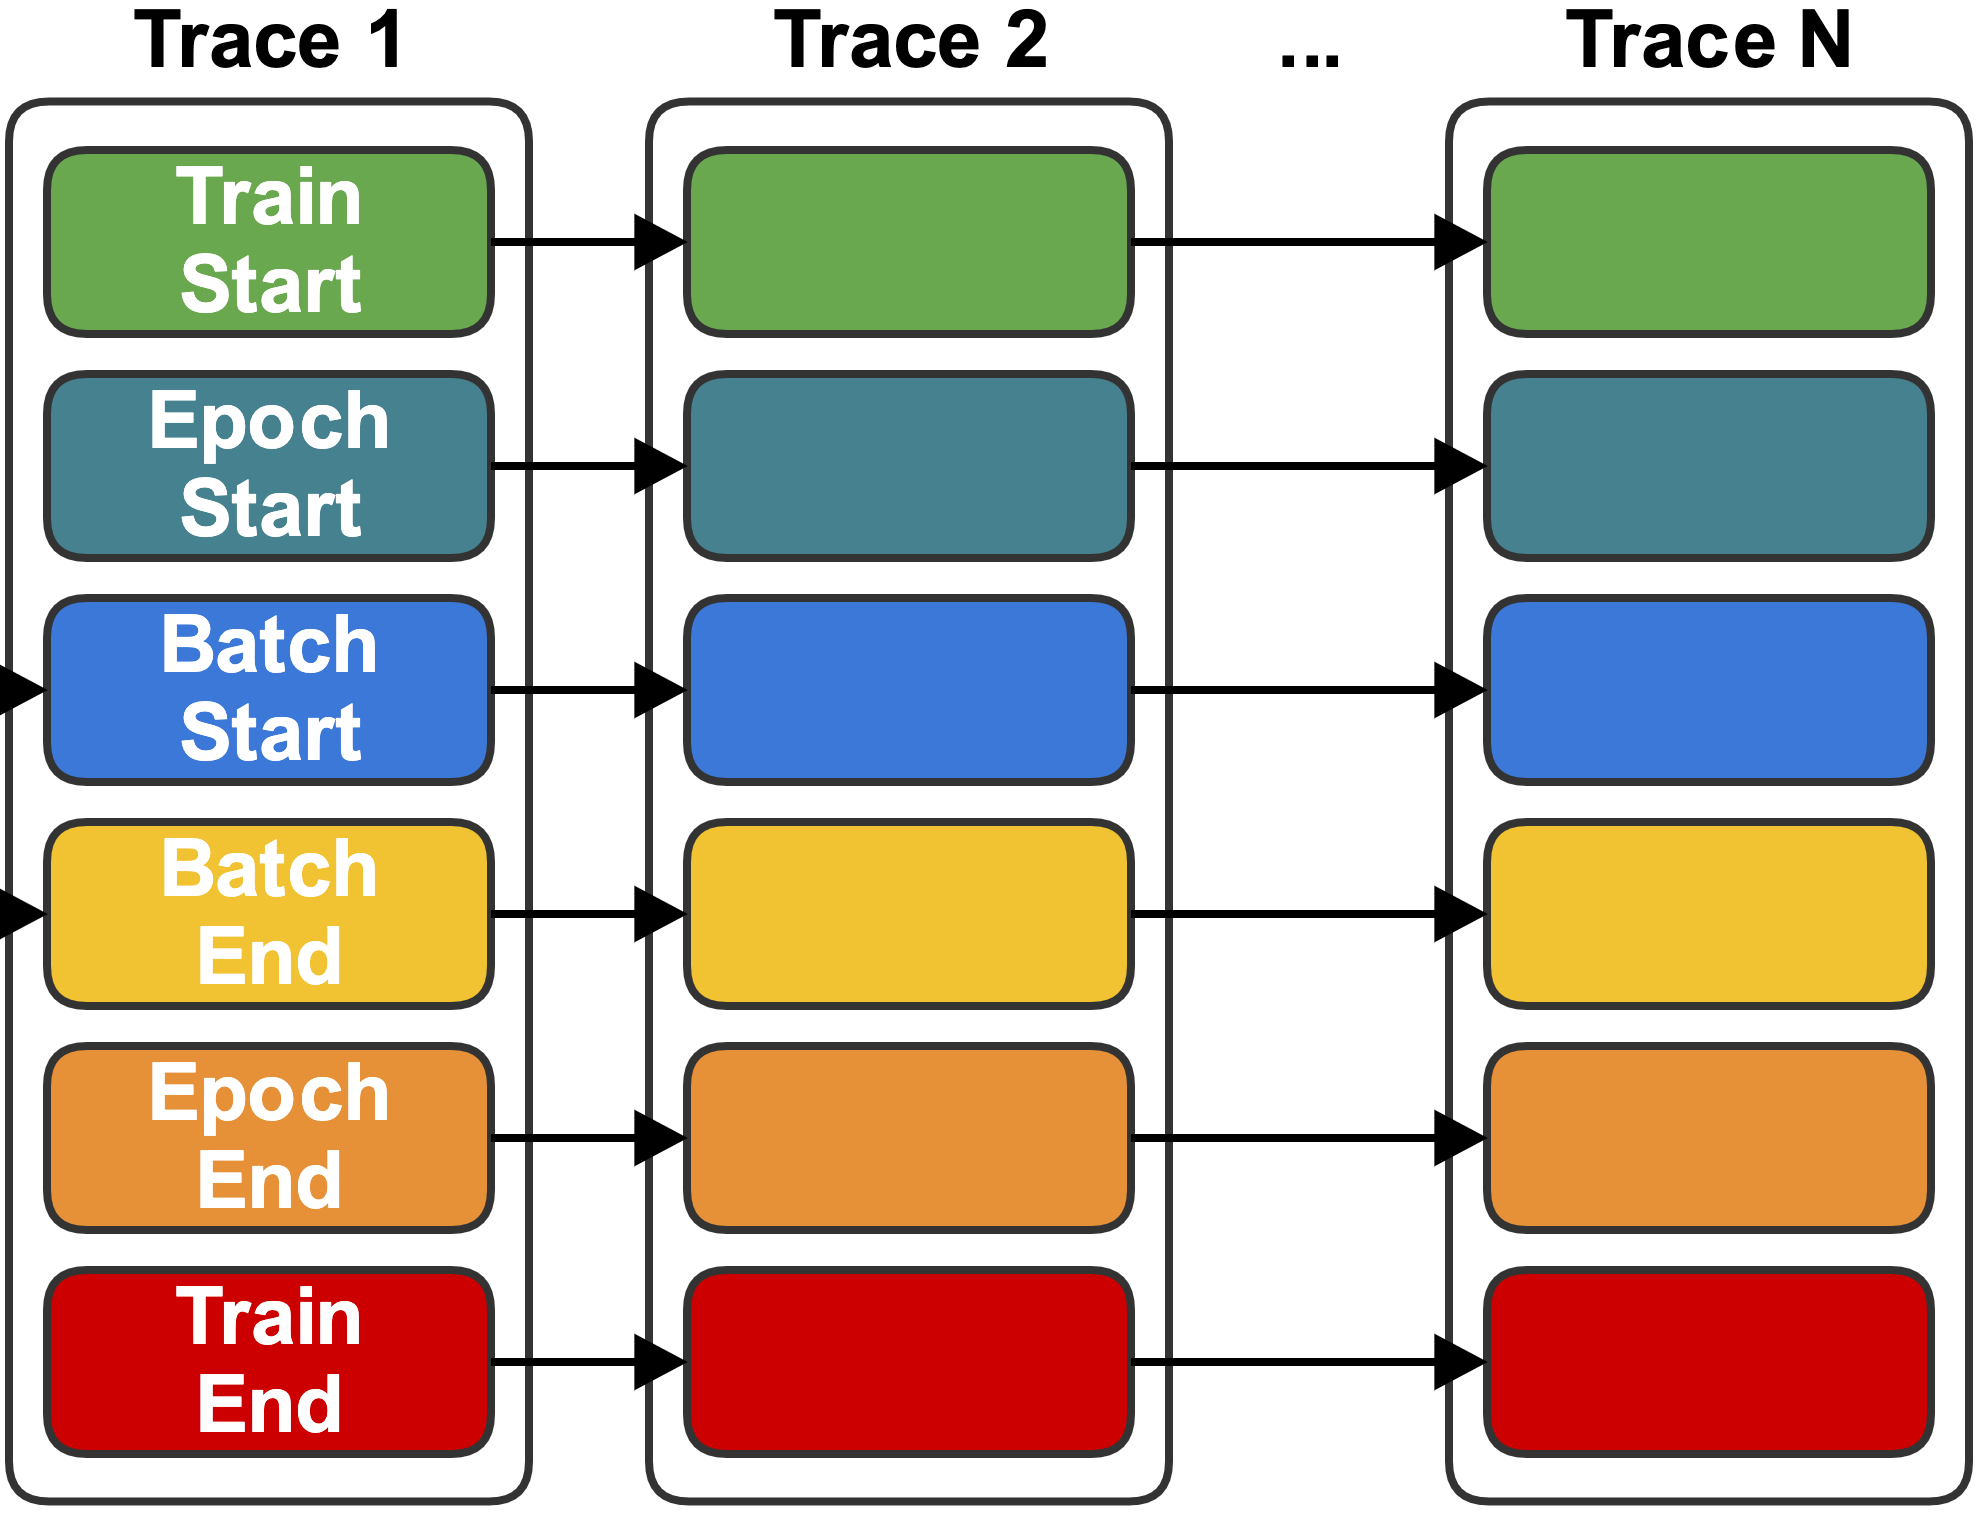 Trace 1 Trace 2 ... Trace N
Train
Start
Epoch
Start
Batch
Start
Batch
End
Epoch
End
Train
End